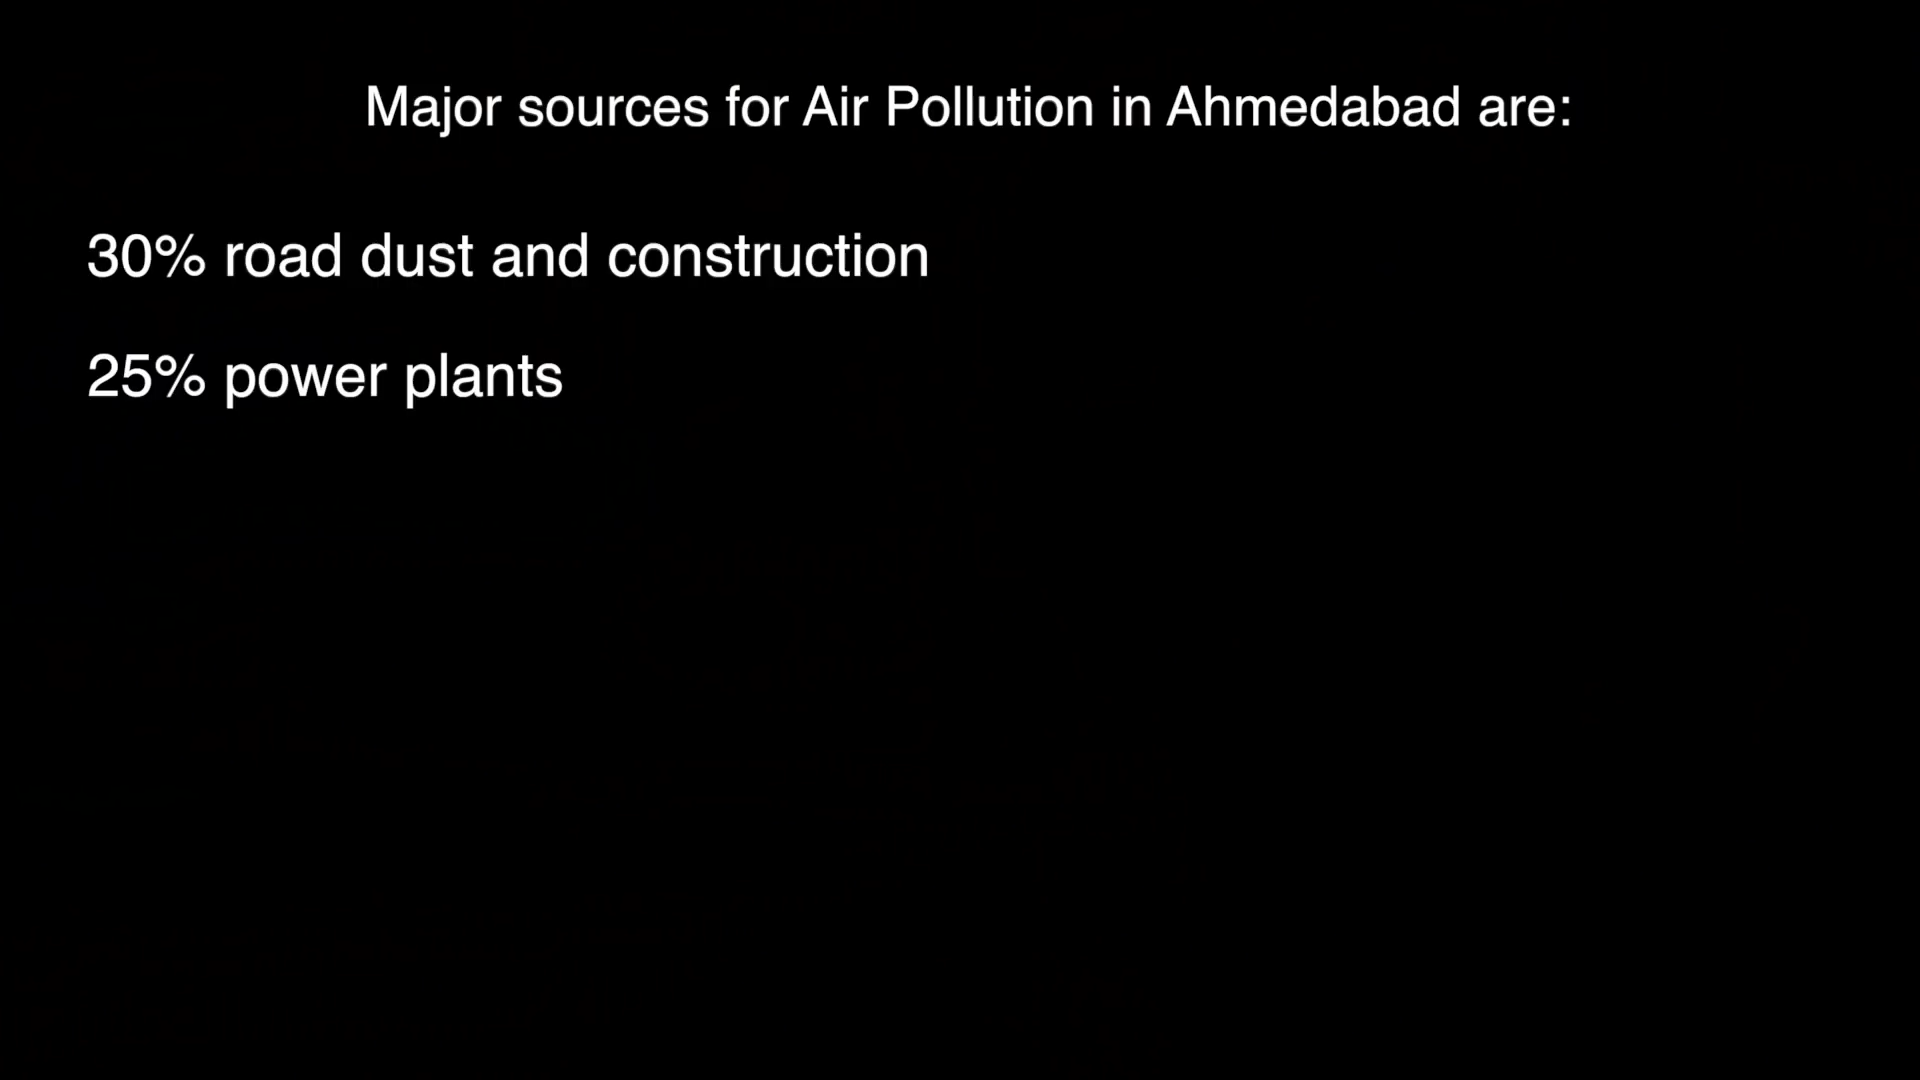 Major sources for Air Pollution in Ahmedabad are:
30% road dust and construction
25% power plants